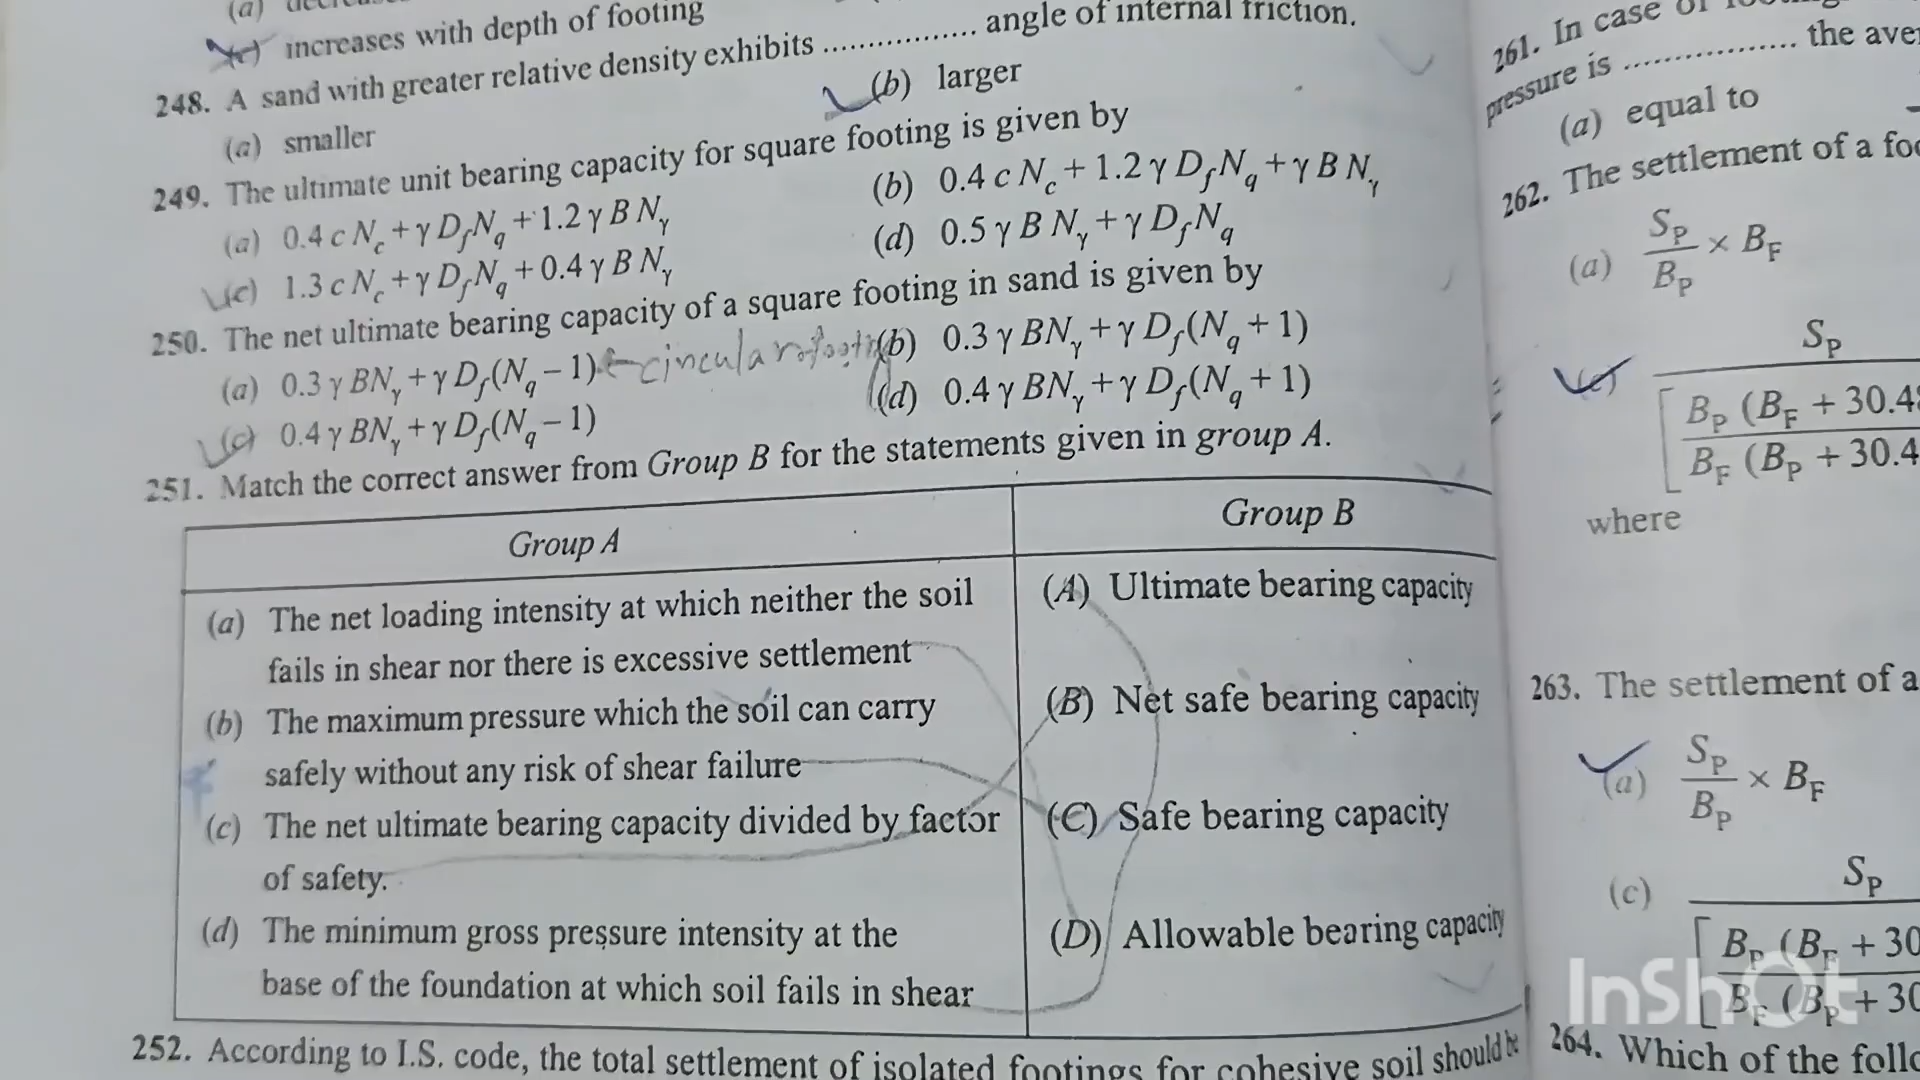 (a)
(c) increases with depth of footing
248. A sand with greater relative density exhibits ................ angle of internal friction.
(a) smaller
(b) larger
249. The ultimate unit bearing capacity for square footing is given by
(a) 0.4 c N_c + γ D_f N_q + 1.2 γ B N_γ
(b) 0.4 c N_c + 1.2 γ D_f N_q + γ B N_γ
(c) 1.3 c N_c + γ D_f N_q + 0.4 γ B N_γ
(d) 0.5 γ B N_γ + γ D_f N_q
250. The net ultimate bearing capacity of a square footing in sand is given by
(a) 0.3 γ BN_γ + γ D_f (N_q − 1) ← circular footing
(b) 0.3 γ BN_γ + γ D_f (N_q + 1)
(c) 0.4 γ BN_γ + γ D_f (N_q − 1)
(d) 0.4 γ BN_γ + γ D_f (N_q + 1)
251. Match the correct answer from Group B for the statements given in group A.
Group A
Group B
(a) The net loading intensity at which neither the soil
fails in shear nor there is excessive settlement
(b) The maximum pressure which the soil can carry
safely without any risk of shear failure
(c) The net ultimate bearing capacity divided by factor
of safety.
(d) The minimum gross pressure intensity at the
base of the foundation at which soil fails in shear
(A) Ultimate bearing capacity
(B) Net safe bearing capacity
(C) Safe bearing capacity
(D) Allowable bearing capacity
252. According to I.S. code, the total settlement of isolated footings for cohesive soil should be
261. In case of
pressure is ................ the
(a) equal to
262. The settlement of a
(a) S_P / B_P × B_F
(c) S_P
B_P (B_F + 30.4
B_F (B_P + 30.4
where
263. The settlement of a
(a) S_P / B_P × B_F
(c) S_P
B_P (B_F + 30
B_F (B_P + 30
264. Which of the
InShot